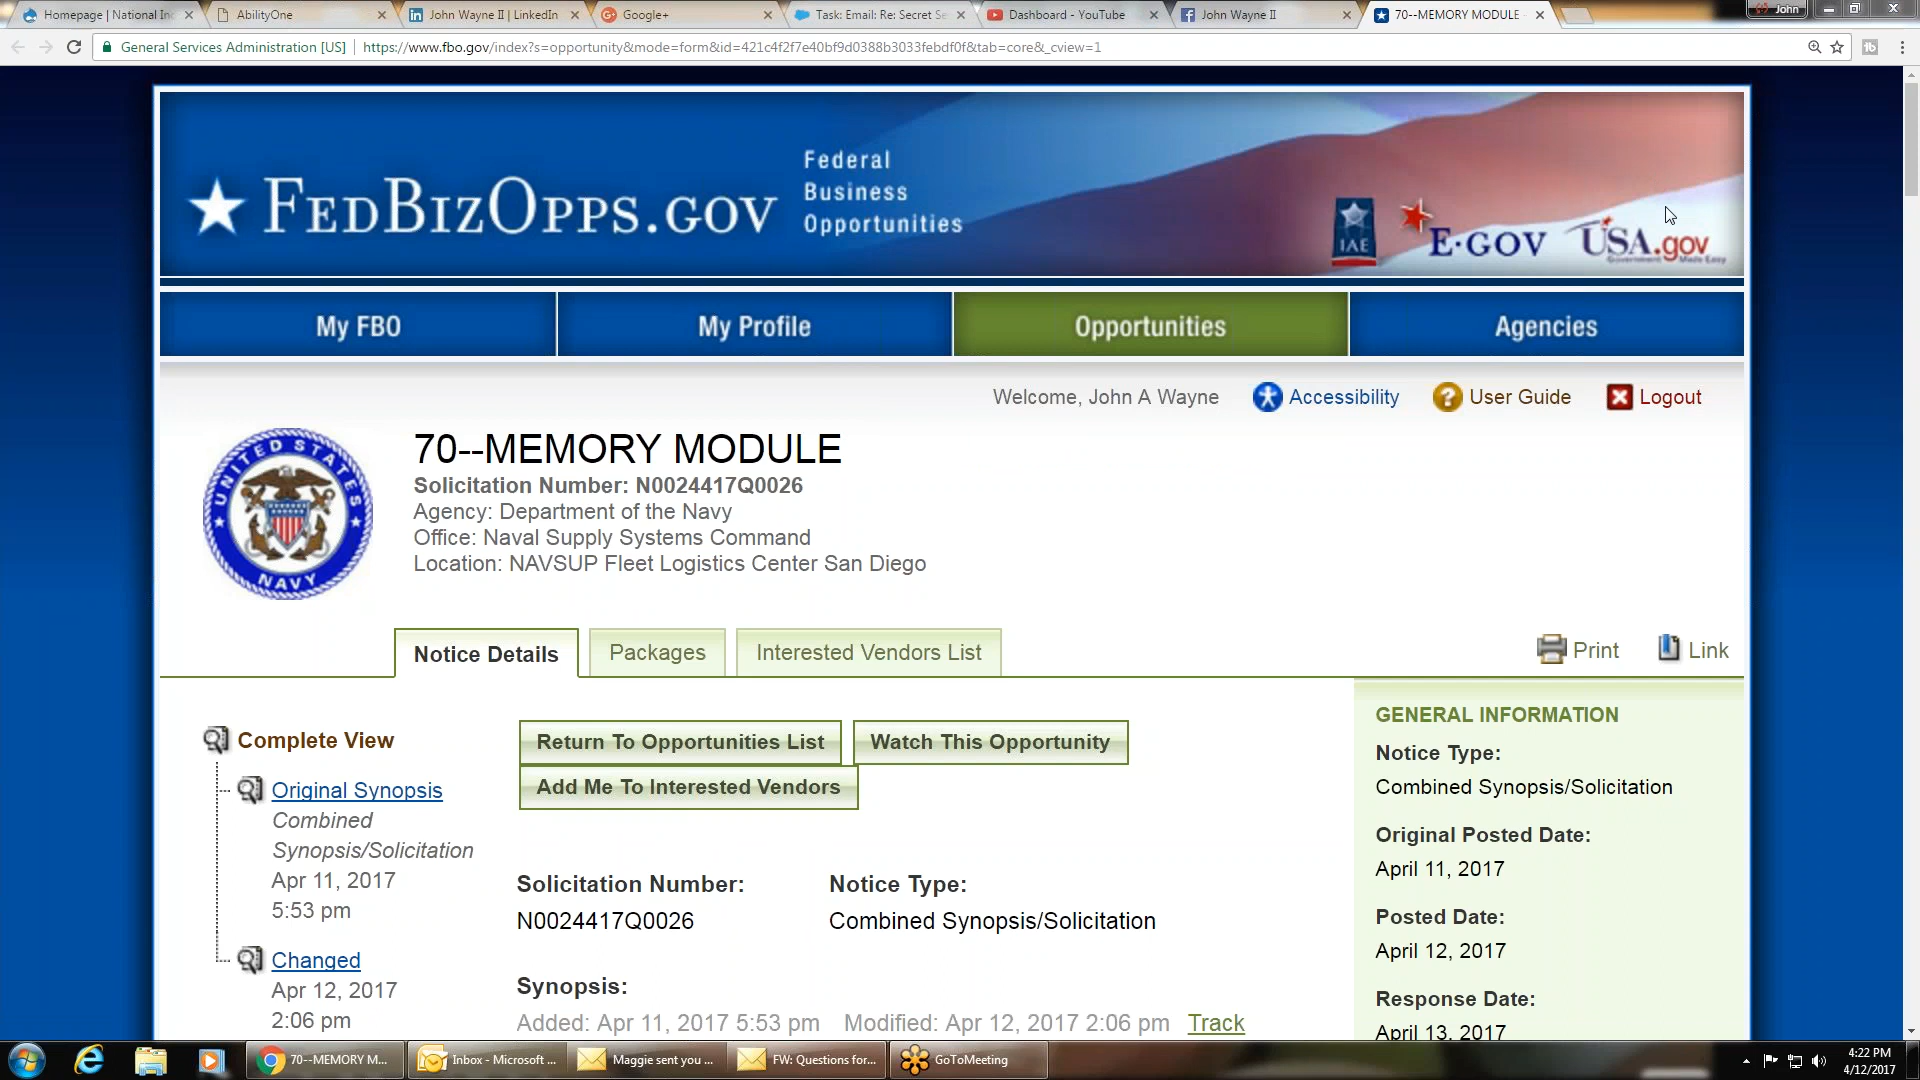 Homepage | National In
AbilityOne
John Wayne II | LinkedIn
Google+
Task: Email: Re: Secret Se
Dashboard - YouTube
John Wayne II
70--MEMORY MODULE -
John
General Services Administration [US] | https://www.fbo.gov/index?s=opportunity&mode=form&id=421c4f2f7e40bf9d0388b3033febdf0f&tab=core&_cview=1
FEDBIZOPPS.GOV
Federal
Business
Opportunities
IAE
E·GOV
USA.gov
Government Made Easy
My FBO
My Profile
Opportunities
Agencies
Welcome, John A Wayne
Accessibility
User Guide
Logout
UNITED STATES
NAVY
70--MEMORY MODULE
Solicitation Number: N0024417Q0026
Agency: Department of the Navy
Office: Naval Supply Systems Command
Location: NAVSUP Fleet Logistics Center San Diego
Notice Details
Packages
Interested Vendors List
Print
Link
Complete View
Original Synopsis
Combined
Synopsis/Solicitation
Apr 11, 2017
5:53 pm
Changed
Apr 12, 2017
2:06 pm
Return To Opportunities List
Watch This Opportunity
Add Me To Interested Vendors
Solicitation Number:
N0024417Q0026
Notice Type:
Combined Synopsis/Solicitation
Synopsis:
Added: Apr 11, 2017 5:53 pm Modified: Apr 12, 2017 2:06 pm Track
GENERAL INFORMATION
Notice Type:
Combined Synopsis/Solicitation
Original Posted Date:
April 11, 2017
Posted Date:
April 12, 2017
Response Date:
April 13, 2017
70--MEMORY M...
Inbox - Microsoft ...
Maggie sent you ...
FW: Questions for...
GoToMeeting
4:22 PM
4/12/2017